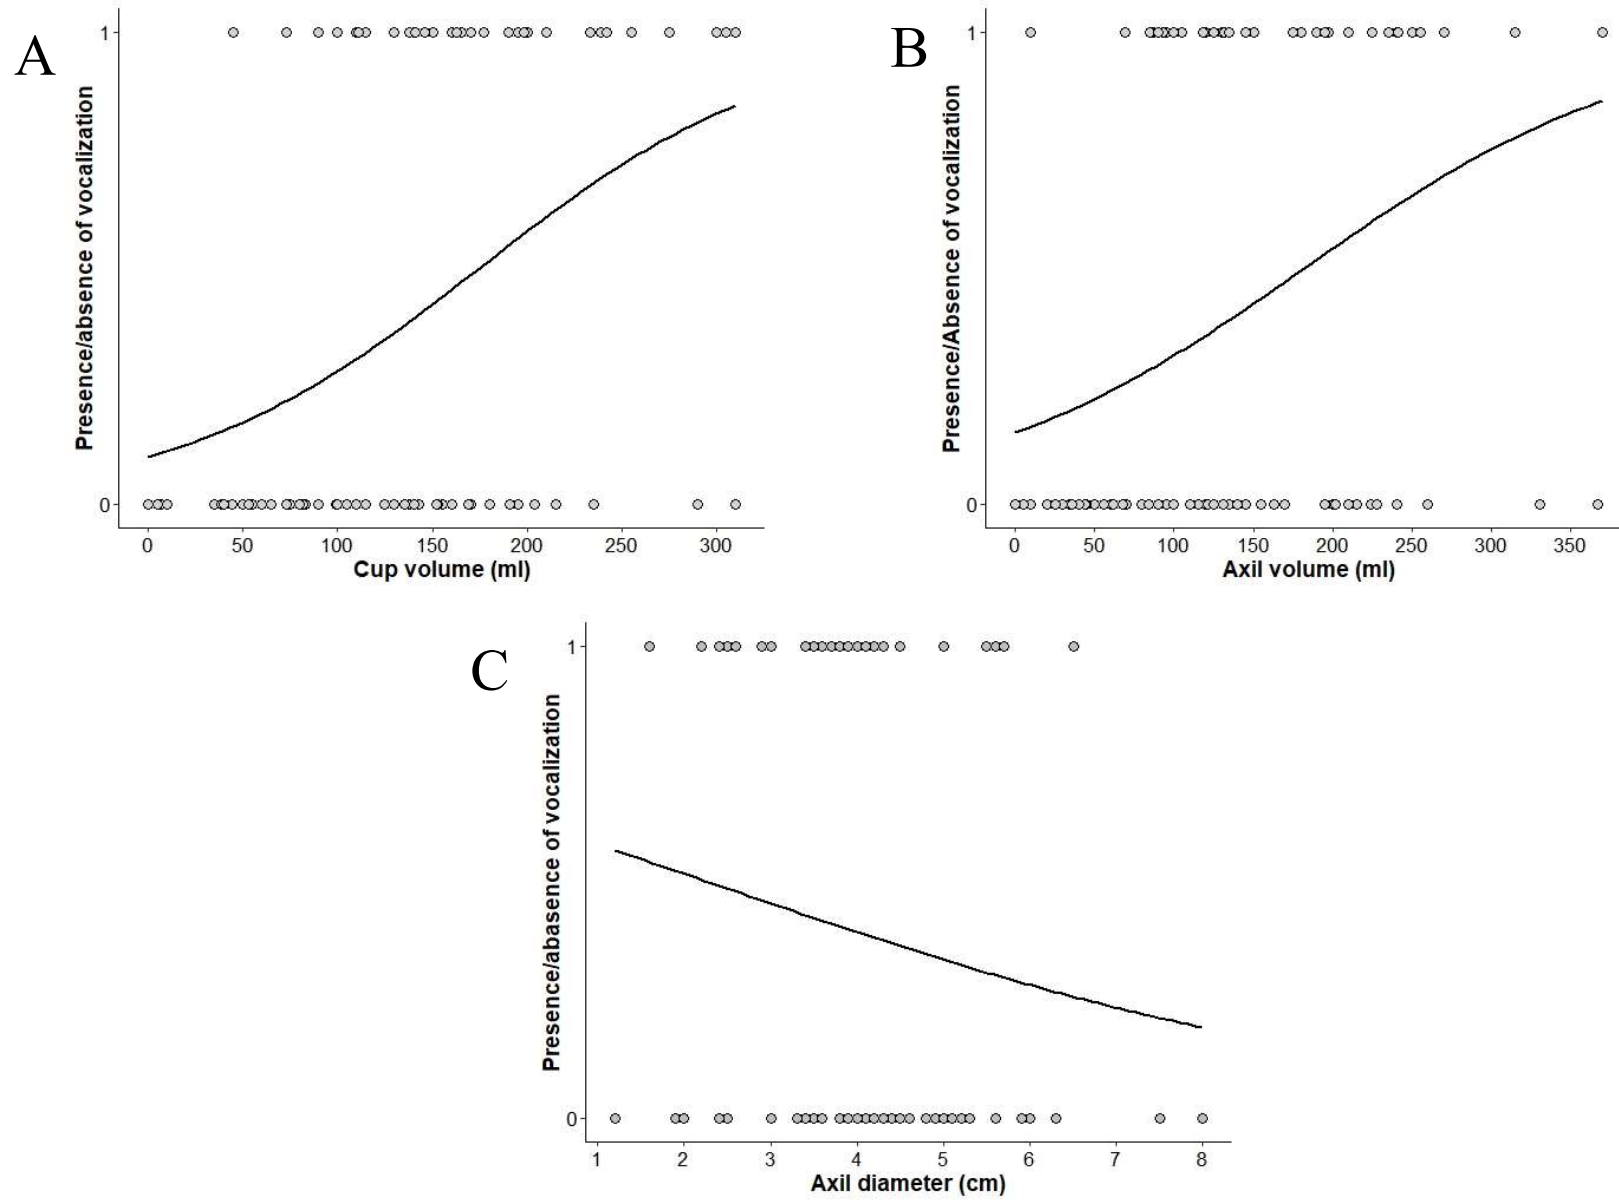 A
Presence/absence of vocalization
1
0
0 50 100 150 200 250 300
Cup volume (ml)
B
Presence/Absence of vocalization
1
0
0 50 100 150 200 250 300 350
Axil volume (ml)
C
Presence/abasence of vocalization
1
0
1 2 3 4 5 6 7 8
Axil diameter (cm)